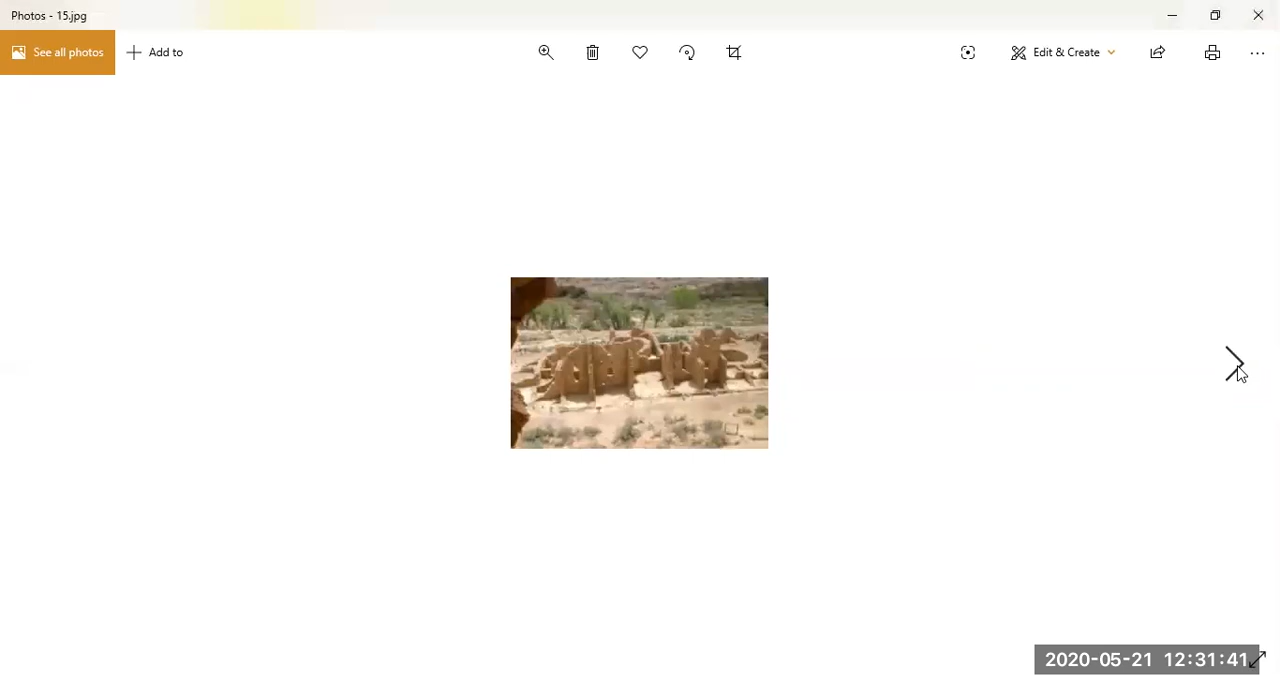 Photos - 15.jpg
See all photos
Add to
Edit & Create
2020-05-21 12:31:41